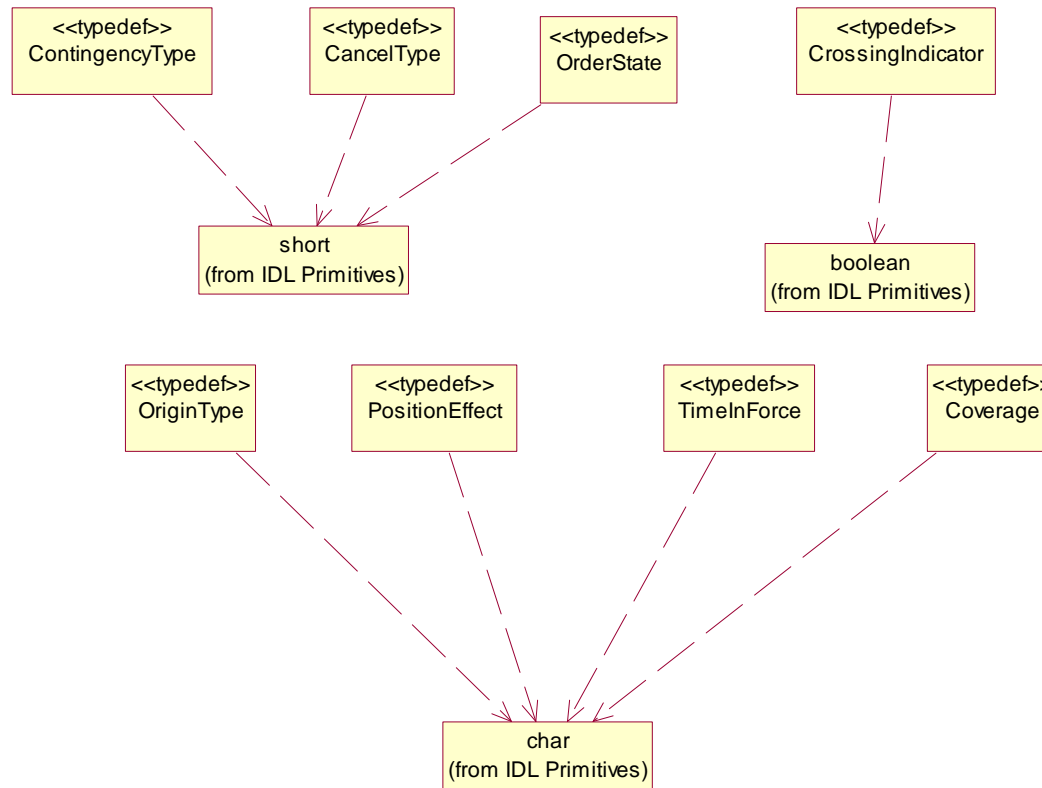 <<typedef>>
ContingencyType
<<typedef>>
CancelType
<<typedef>>
OrderState
<<typedef>>
CrossingIndicator
short
(from IDL Primitives)
boolean
(from IDL Primitives)
<<typedef>>
OriginType
<<typedef>>
PositionEffect
<<typedef>>
TimeInForce
<<typedef>>
Coverage
char
(from IDL Primitives)